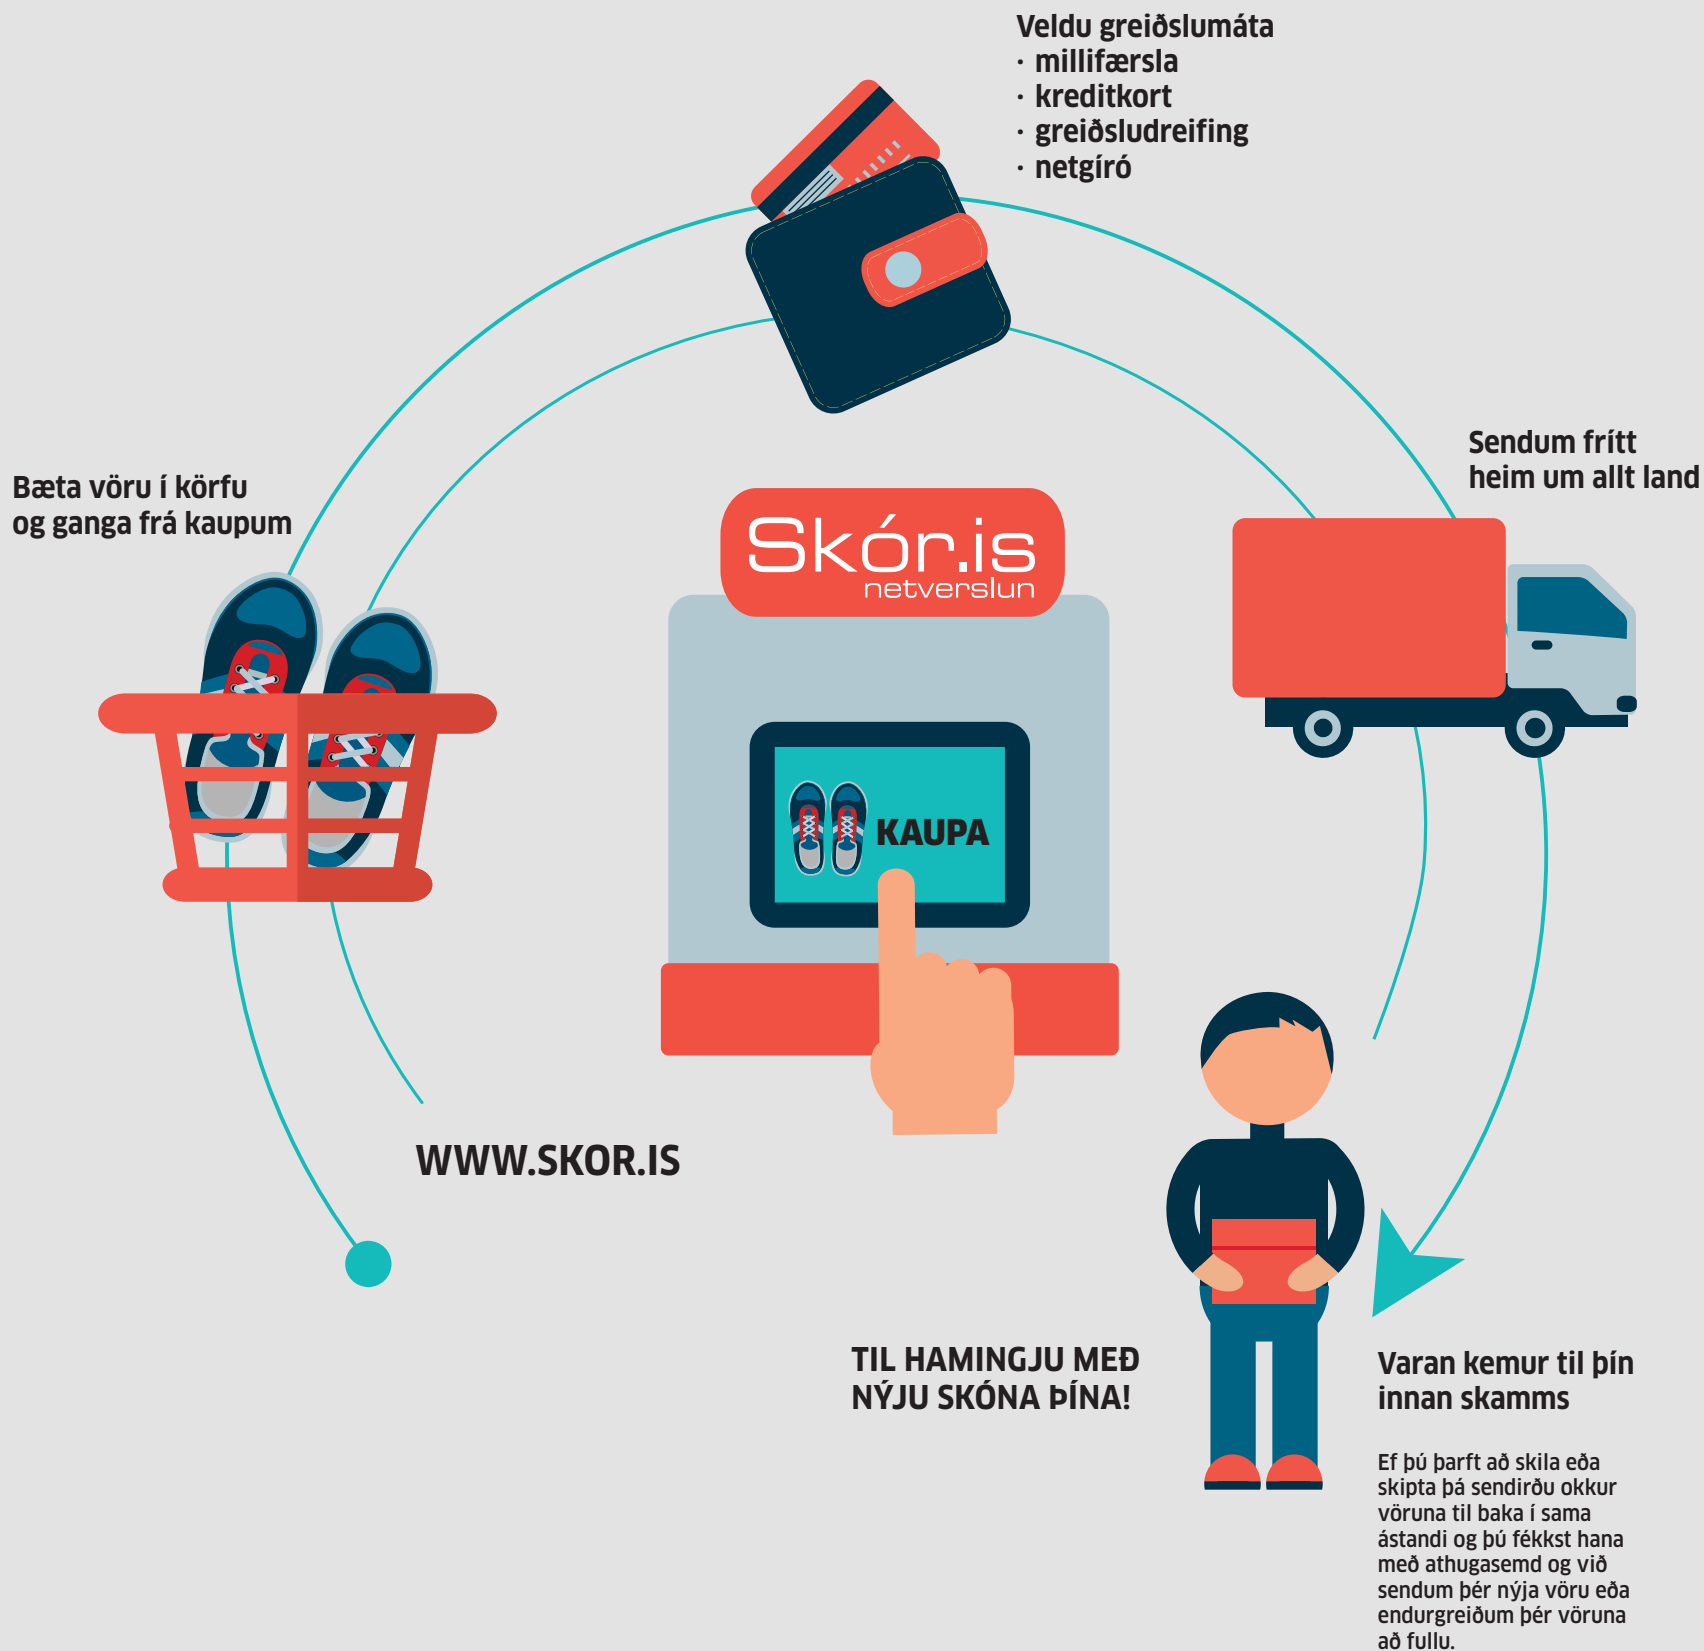 Veldu greiðslumáta
· millifærsla
· kreditkort
· greiðsludreifing
· netgíró
Sendum frítt
heim um allt land
Bæta vöru í körfu
og ganga frá kaupum
Skór.is
netverslun
KAUPA
WWW.SKOR.IS
TIL HAMINGJU MEÐ
NÝJU SKÓNA ÞÍNA!
Varan kemur til þín
innan skamms
Ef þú þarft að skila eða
skipta þá sendirðu okkur
vöruna til baka í sama
ástandi og þú fékkst hana
með athugasemd og við
sendum þér nýja vöru eða
endurgreiðum þér vöruna
að fullu.